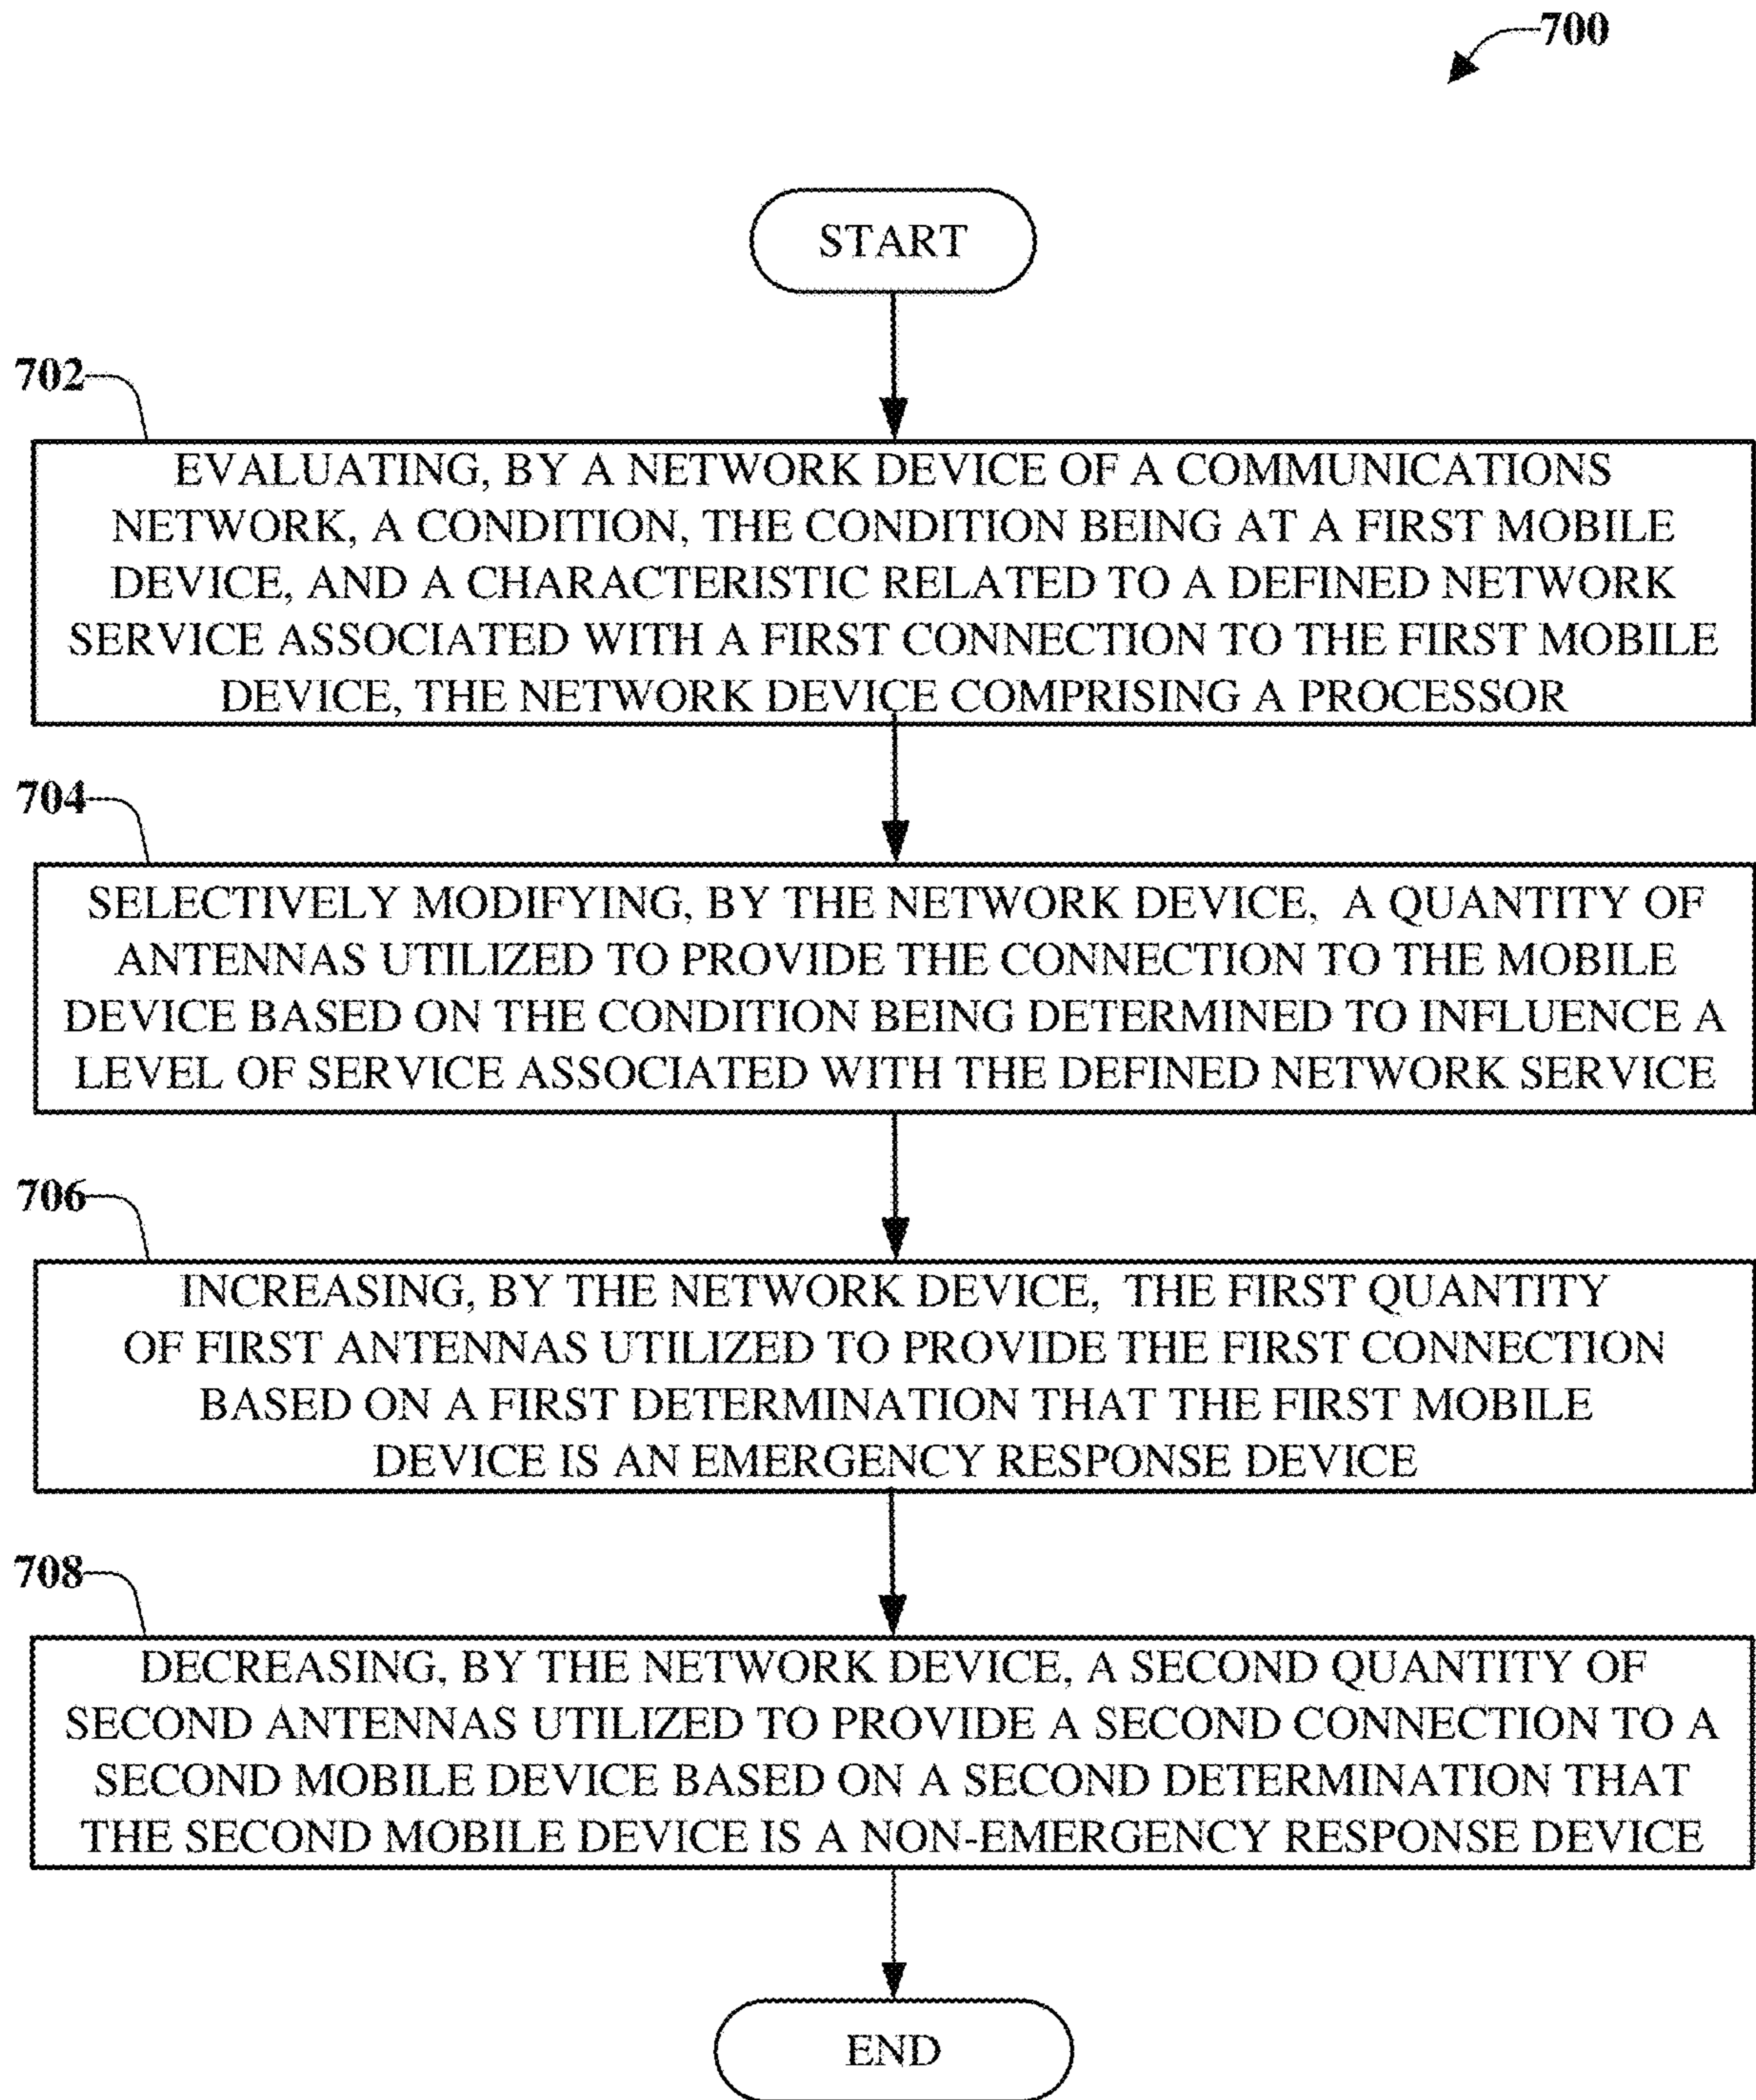 700
START
702
EVALUATING, BY A NETWORK DEVICE OF A COMMUNICATIONS
NETWORK, A CONDITION, THE CONDITION BEING AT A FIRST MOBILE
DEVICE, AND A CHARACTERISTIC RELATED TO A DEFINED NETWORK
SERVICE ASSOCIATED WITH A FIRST CONNECTION TO THE FIRST MOBILE
DEVICE, THE NETWORK DEVICE COMPRISING A PROCESSOR
704
SELECTIVELY MODIFYING, BY THE NETWORK DEVICE, A QUANTITY OF
ANTENNAS UTILIZED TO PROVIDE THE CONNECTION TO THE MOBILE
DEVICE BASED ON THE CONDITION BEING DETERMINED TO INFLUENCE A
LEVEL OF SERVICE ASSOCIATED WITH THE DEFINED NETWORK SERVICE
706
INCREASING, BY THE NETWORK DEVICE, THE FIRST QUANTITY
OF FIRST ANTENNAS UTILIZED TO PROVIDE THE FIRST CONNECTION
BASED ON A FIRST DETERMINATION THAT THE FIRST MOBILE
DEVICE IS AN EMERGENCY RESPONSE DEVICE
708
DECREASING, BY THE NETWORK DEVICE, A SECOND QUANTITY OF
SECOND ANTENNAS UTILIZED TO PROVIDE A SECOND CONNECTION TO A
SECOND MOBILE DEVICE BASED ON A SECOND DETERMINATION THAT
THE SECOND MOBILE DEVICE IS A NON-EMERGENCY RESPONSE DEVICE
END